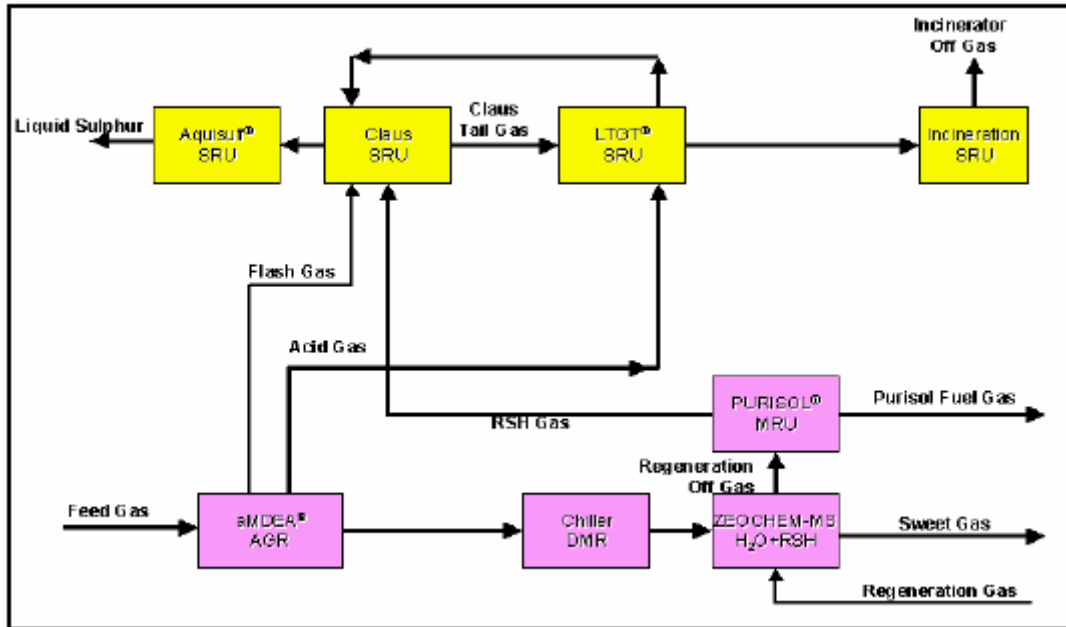 Incinerator
Off Gas
Liquid Sulphur
Aquisulf®
SRU
Claus
SRU
Claus
Tail Gas
LTGT®
SRU
Incineration
SRU
Flash Gas
Acid Gas
RSH Gas
PURISOL®
MRU
Purisol Fuel Gas
Regeneration
Off Gas
Feed Gas
aMDEA®
AGR
Chiller
DMR
ZEOCHEM-MS
H₂O+RSH
Sweet Gas
Regeneration Gas